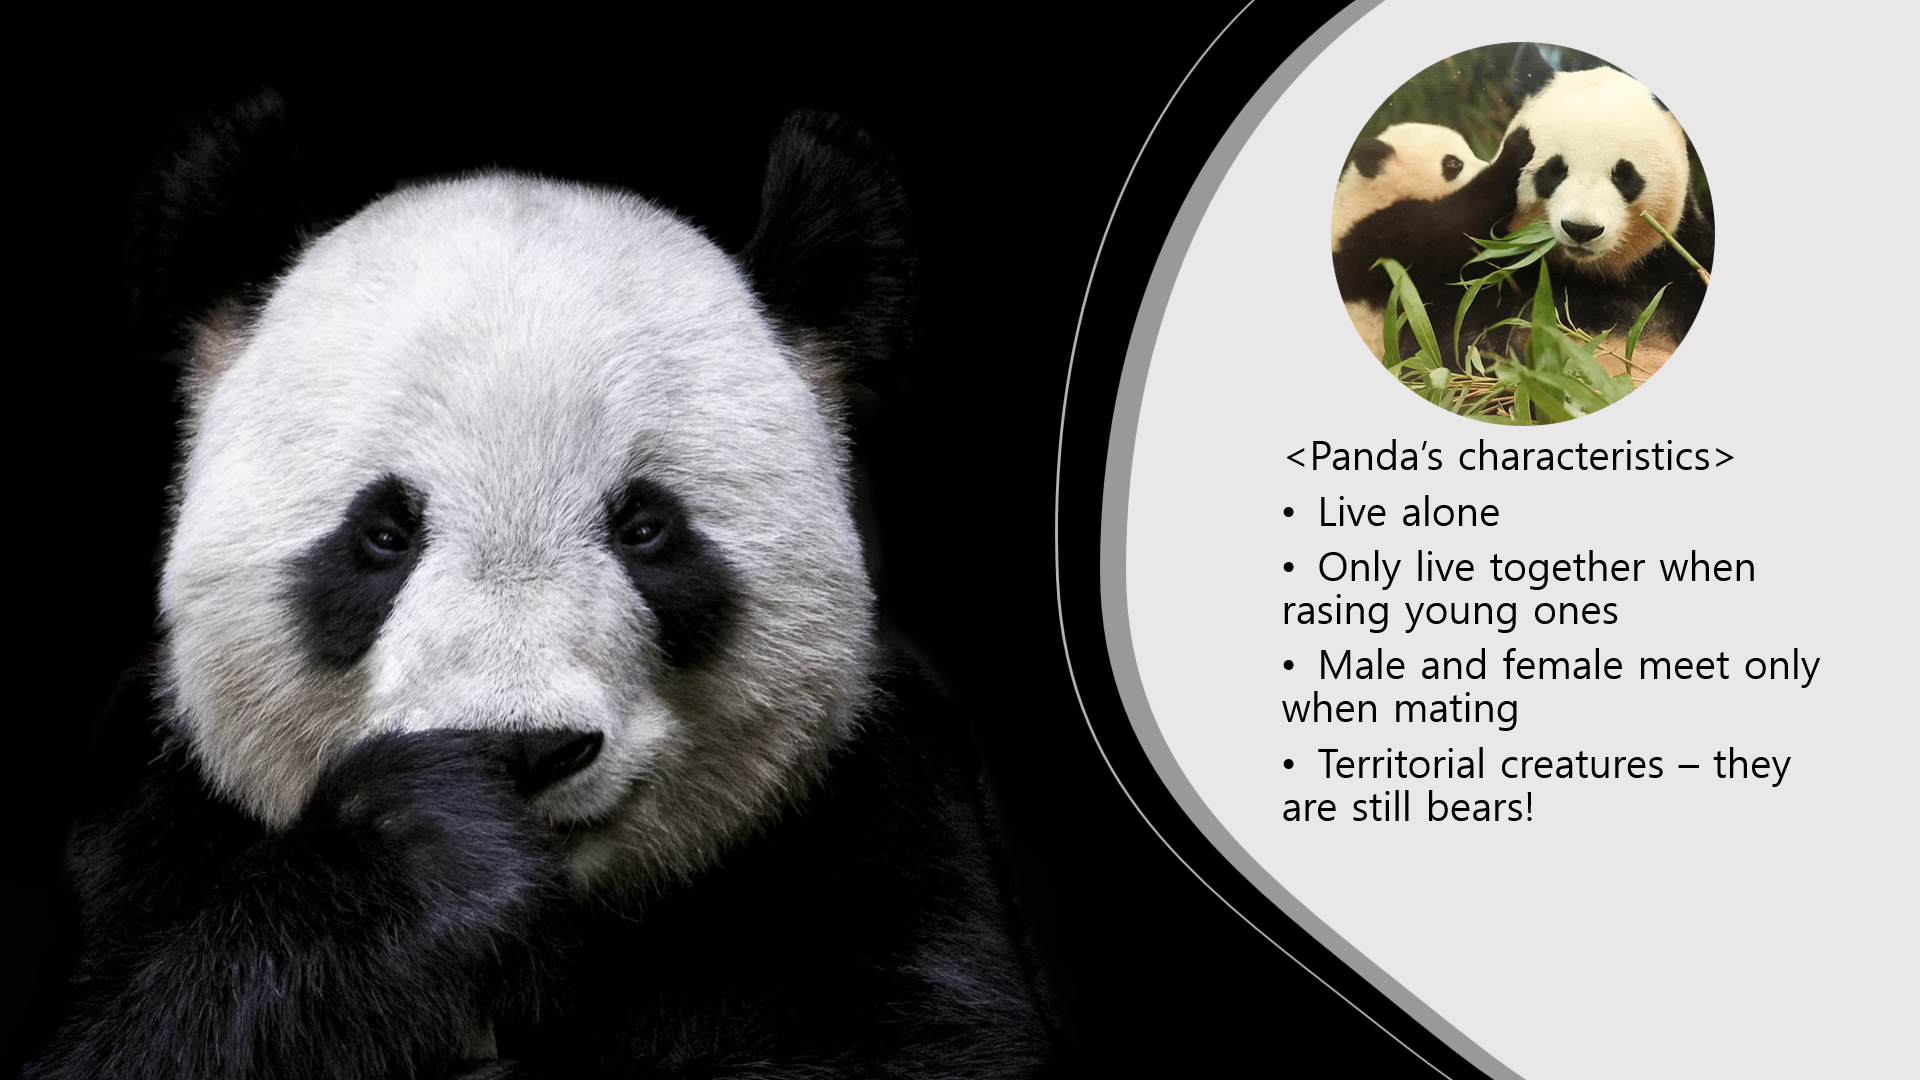 <Panda’s characteristics>
• Live alone
• Only live together when
rasing young ones
• Male and female meet only
when mating
• Territorial creatures – they
are still bears!